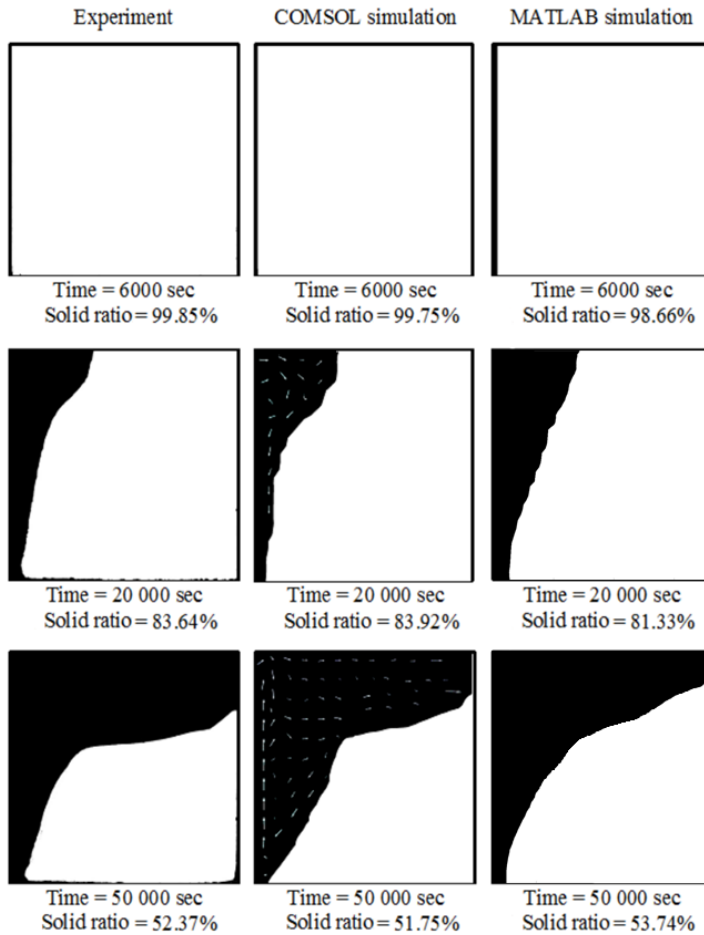 Experiment
COMSOL simulation
MATLAB simulation
Time = 6000 sec
Solid ratio = 99.85%
Time = 6000 sec
Solid ratio = 99.75%
Time = 6000 sec
Solid ratio = 98.66%
Time = 20 000 sec
Solid ratio = 83.64%
Time = 20 000 sec
Solid ratio = 83.92%
Time = 20 000 sec
Solid ratio = 81.33%
Time = 50 000 sec
Solid ratio = 52.37%
Time = 50 000 sec
Solid ratio = 51.75%
Time = 50 000 sec
Solid ratio = 53.74%